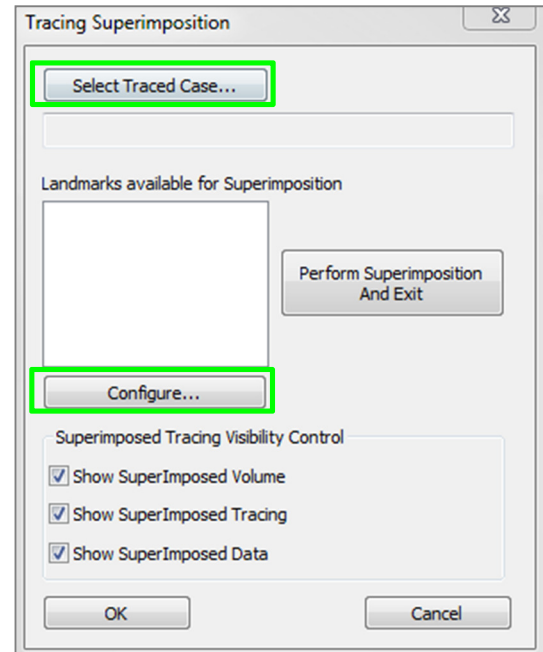 Tracing Superimposition
Select Traced Case...
Landmarks available for Superimposition
Perform Superimposition
And Exit
Configure...
Superimposed Tracing Visibility Control
Show SuperImposed Volume
Show SuperImposed Tracing
Show SuperImposed Data
OK
Cancel